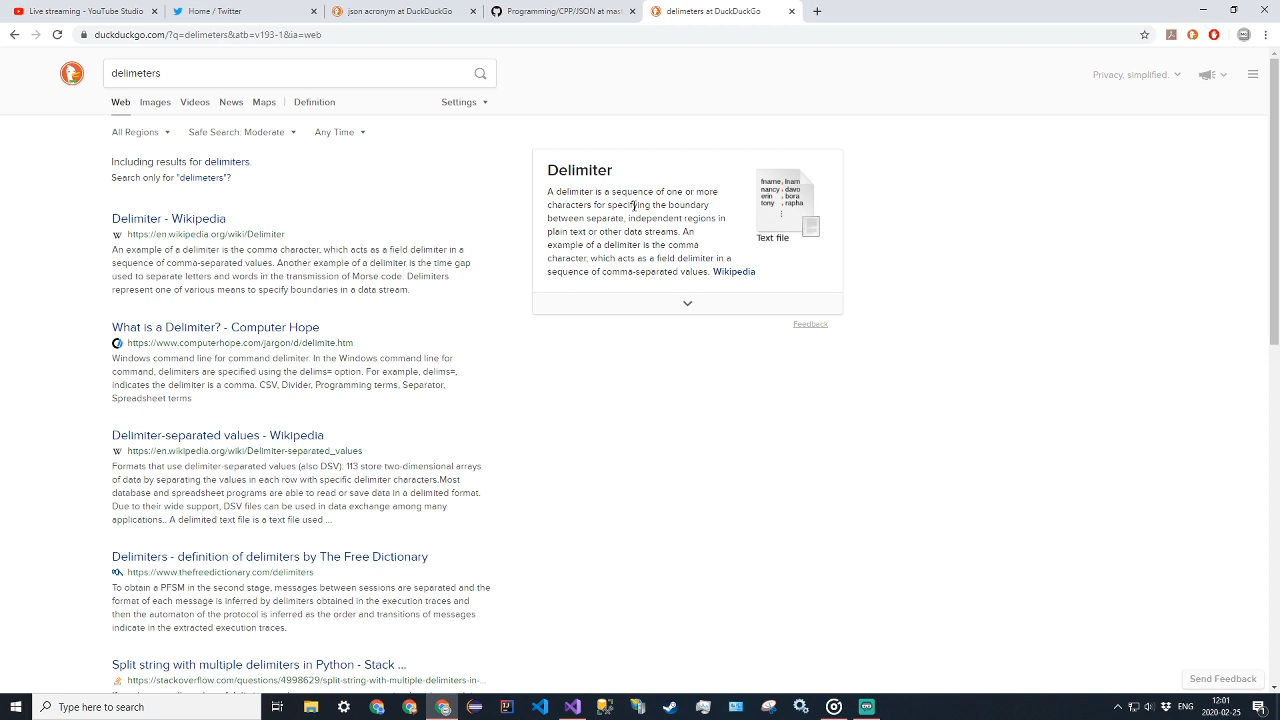 Live streaming - YouTube Studio
Home / Twitter
json acronym at DuckDuckGo
Programming/CPP/JSON at mas
delimeters at DuckDuckGo
duckduckgo.com/?q=delimeters&atb=v193-1&ia=web
delimeters
Privacy, simplified.
Web Images Videos News Maps Definition Settings
All Regions Safe Search: Moderate Any Time
Including results for delimiters.
Search only for "delimeters"?
Delimiter - Wikipedia
W https://en.wikipedia.org/wiki/Delimiter
An example of a delimiter is the comma character, which acts as a field delimiter in a
sequence of comma-separated values. Another example of a delimiter is the time gap
used to separate letters and words in the transmission of Morse code. Delimiters
represent one of various means to specify boundaries in a data stream.
What is a Delimiter? - Computer Hope
https://www.computerhope.com/jargon/d/delimite.htm
Windows command line for command delimiter. In the Windows command line for
command, delimiters are specified using the delims= option. For example, delims=,
indicates the delimiter is a comma. CSV, Divider, Programming terms, Separator,
Spreadsheet terms
Delimiter-separated values - Wikipedia
W https://en.wikipedia.org/wiki/Delimiter-separated_values
Formats that use delimiter-separated values (also DSV): 113 store two-dimensional arrays
of data by separating the values in each row with specific delimiter characters.Most
database and spreadsheet programs are able to read or save data in a delimited format.
Due to their wide support, DSV files can be used in data exchange among many
applications.. A delimited text file is a text file used ...
Delimiters - definition of delimiters by The Free Dictionary
https://www.thefreedictionary.com/delimiters
To obtain a PFSM in the second stage, messages between sessions are separated and the
format of each message is inferred by delimiters obtained in the execution traces and
then the automaton of the protocol is inferred as the order and transitions of messages
indicate in the extracted execution traces.
Split string with multiple delimiters in Python - Stack ...
https://stackoverflow.com/questions/4998629/split-string-with-multiple-delimiters-in-...
Delimiter
A delimiter is a sequence of one or more
characters for specifying the boundary
between separate, independent regions in
plain text or other data streams. An
example of a delimiter is the comma
character, which acts as a field delimiter in a
sequence of comma-separated values. Wikipedia
fname, lnam
nancy, davo
erin , bora
tony , rapha
Text file
Feedback
Send Feedback
Type here to search
ENG
12:01
2020-02-25